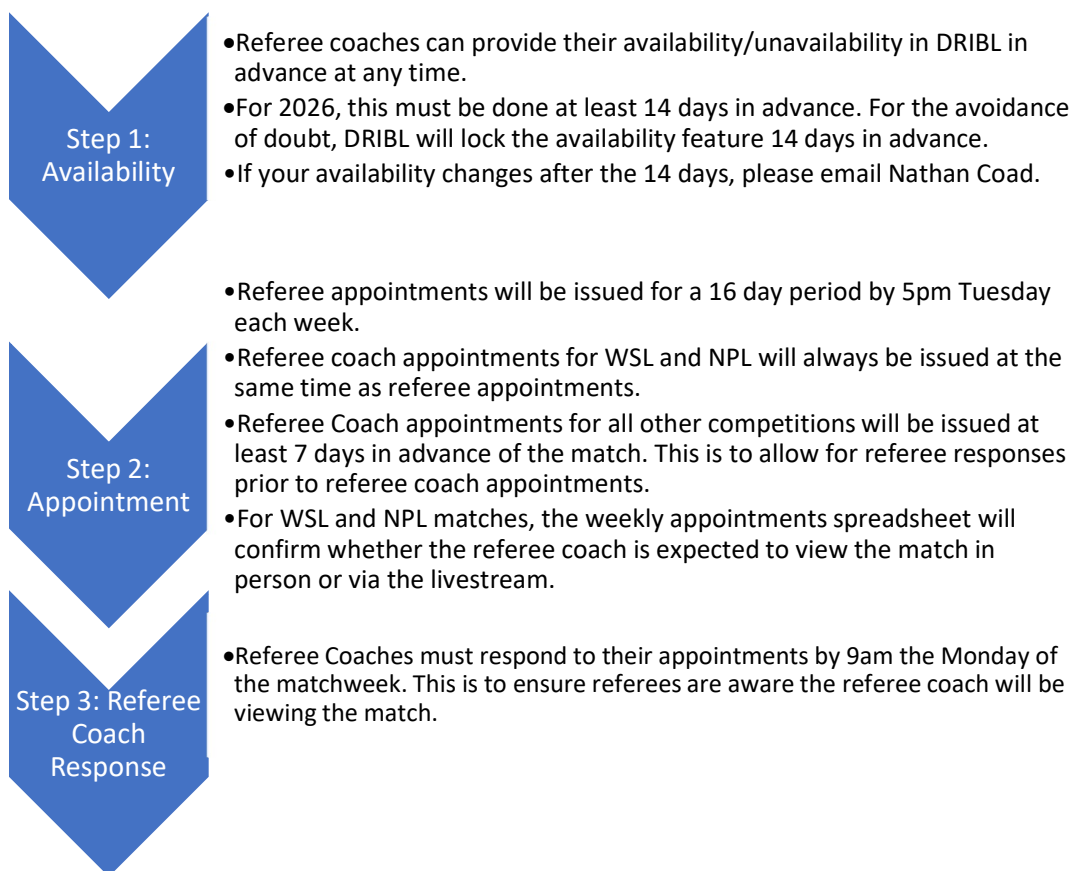 Step 1:
Availability
•Referee coaches can provide their availability/unavailability in DRIBL in
advance at any time.
•For 2026, this must be done at least 14 days in advance. For the avoidance
of doubt, DRIBL will lock the availability feature 14 days in advance.
•If your availability changes after the 14 days, please email Nathan Coad.
Step 2:
Appointment
•Referee appointments will be issued for a 16 day period by 5pm Tuesday
each week.
•Referee coach appointments for WSL and NPL will always be issued at the
same time as referee appointments.
•Referee Coach appointments for all other competitions will be issued at
least 7 days in advance of the match. This is to allow for referee responses
prior to referee coach appointments.
•For WSL and NPL matches, the weekly appointments spreadsheet will
confirm whether the referee coach is expected to view the match in
person or via the livestream.
Step 3: Referee
Coach
Response
•Referee Coaches must respond to their appointments by 9am the Monday of
the matchweek. This is to ensure referees are aware the referee coach will be
viewing the match.